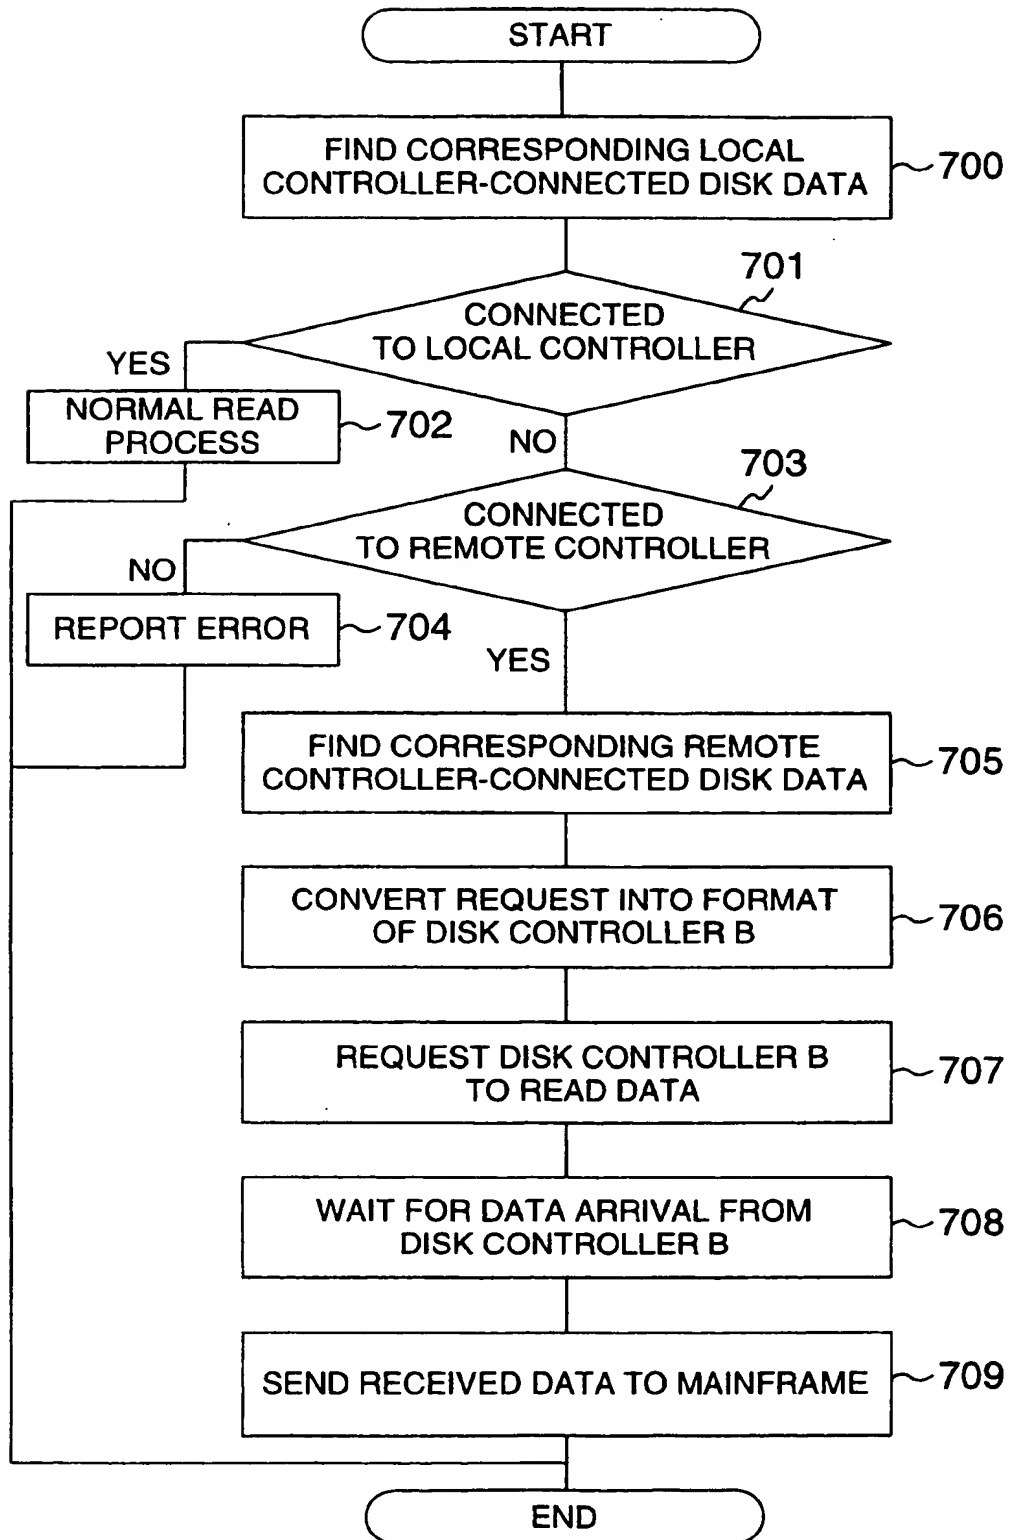 START
FIND CORRESPONDING LOCAL
CONTROLLER-CONNECTED DISK DATA
700
701
CONNECTED
TO LOCAL CONTROLLER
YES
NORMAL READ
PROCESS
702
NO
703
CONNECTED
TO REMOTE CONTROLLER
NO
REPORT ERROR
704
YES
FIND CORRESPONDING REMOTE
CONTROLLER-CONNECTED DISK DATA
705
CONVERT REQUEST INTO FORMAT
OF DISK CONTROLLER B
706
REQUEST DISK CONTROLLER B
TO READ DATA
707
WAIT FOR DATA ARRIVAL FROM
DISK CONTROLLER B
708
SEND RECEIVED DATA TO MAINFRAME
709
END